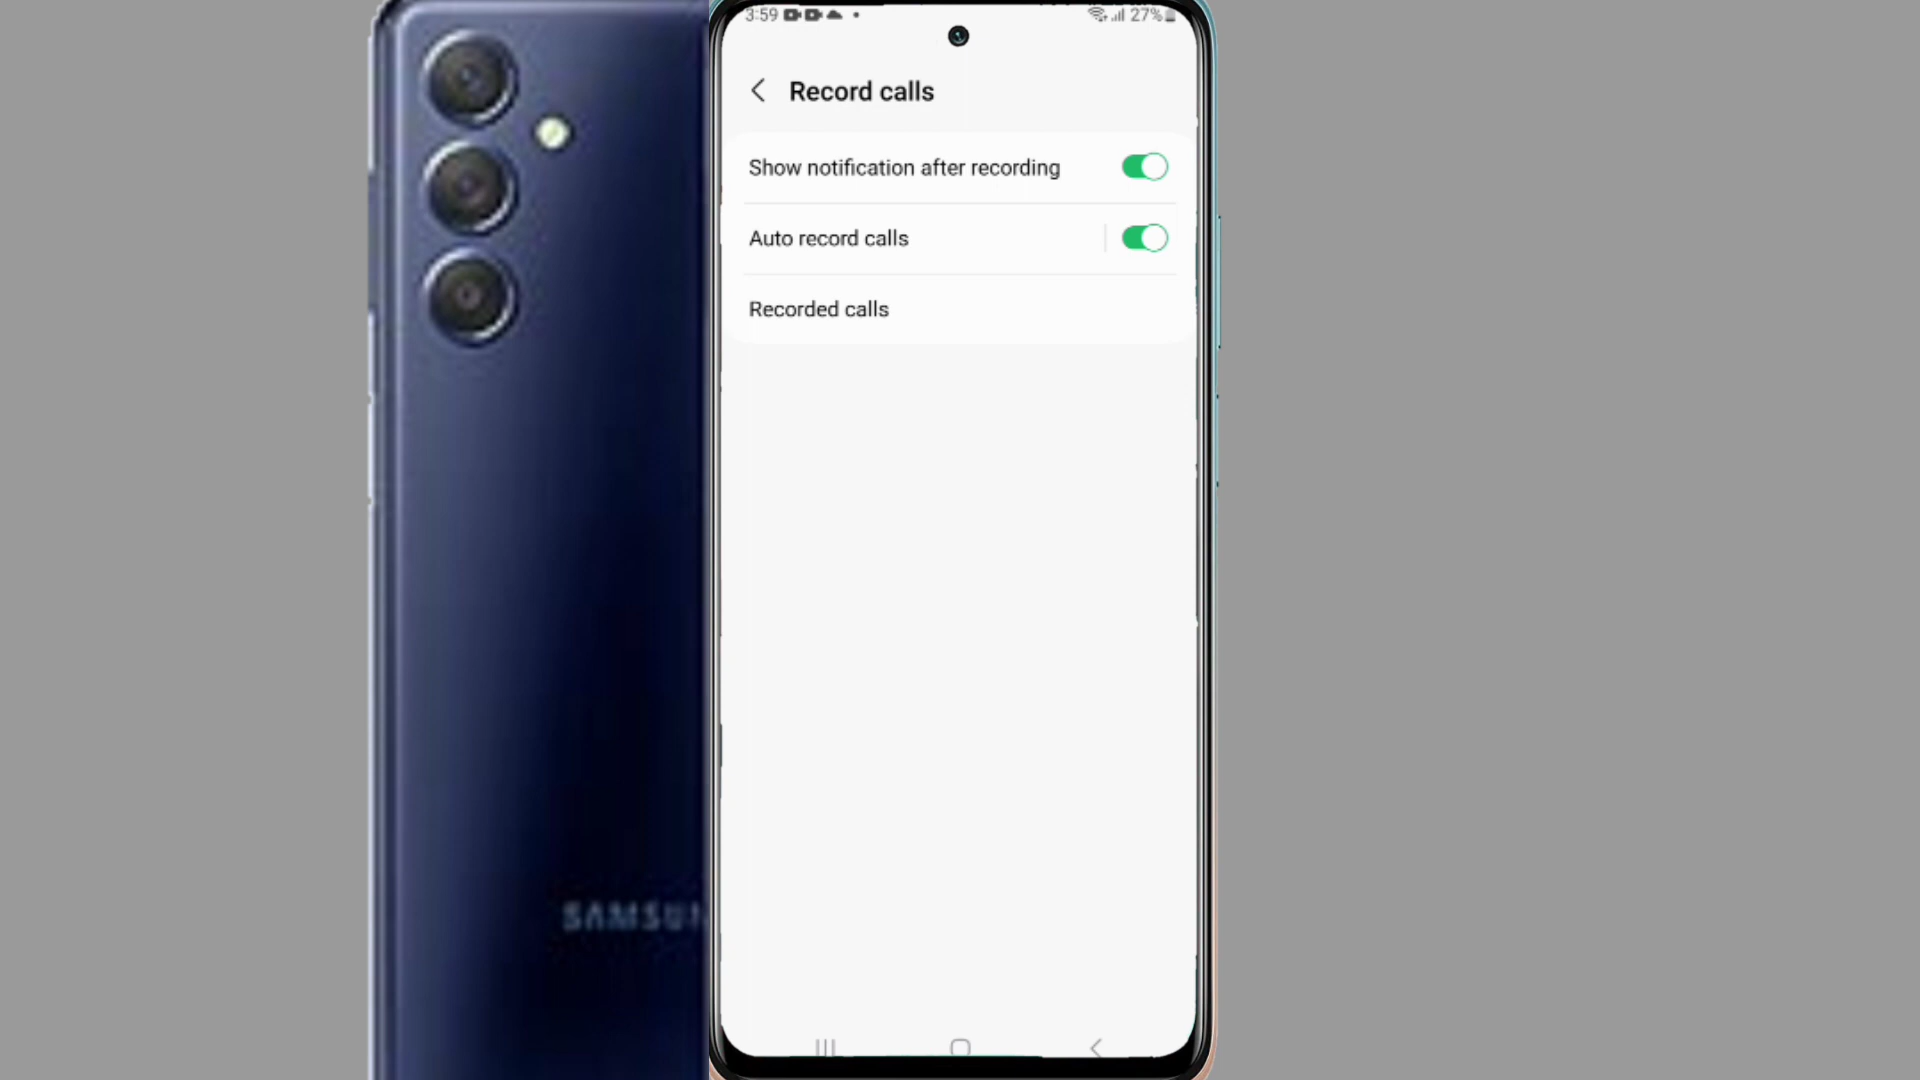 3:59
27%
Record calls
Show notification after recording
Auto record calls
Recorded calls
SAMSUN